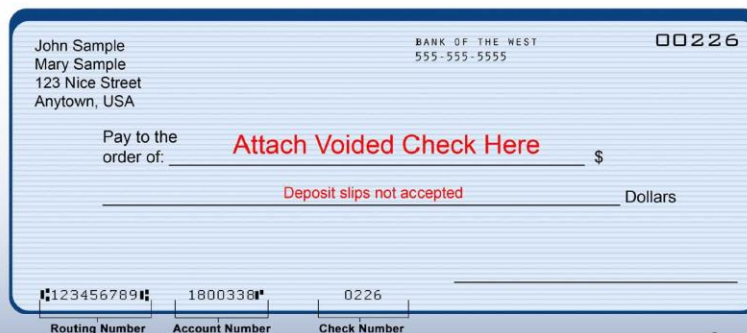 John Sample
Mary Sample
123 Nice Street
Anytown, USA
BANK OF THE WEST
555-555-5555
00226
Pay to the
order of:
Attach Voided Check Here
$
Deposit slips not accepted
Dollars
⑆123456789⑆ 1800338⑈ 0226
Routing Number Account Number Check Number